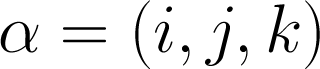 α = (i, j, k)